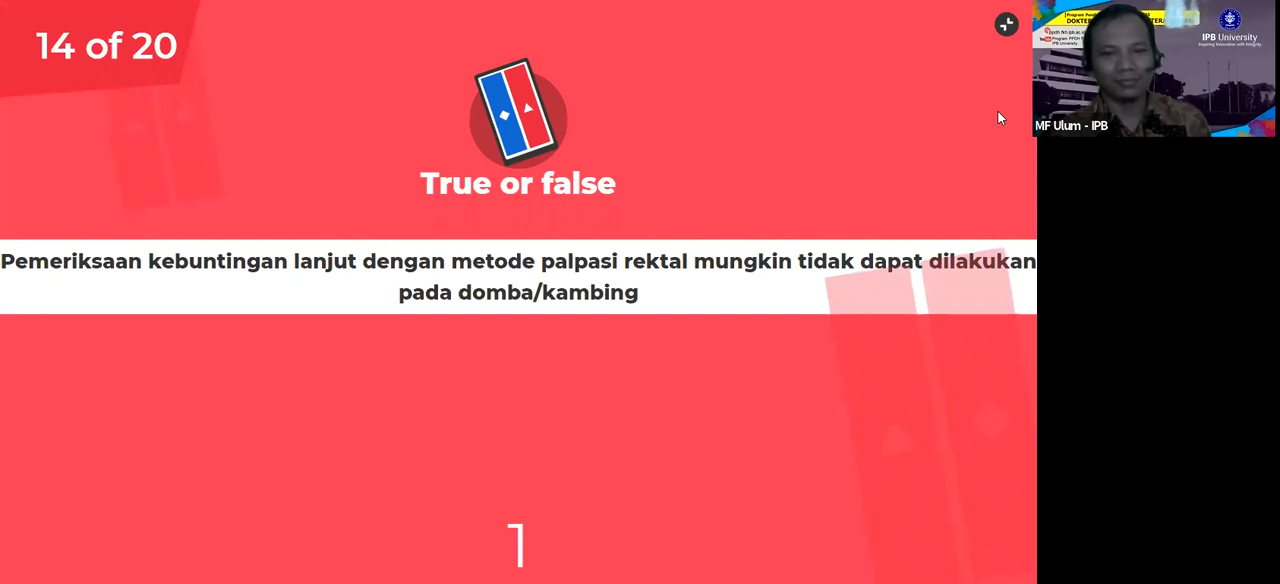 14 of 20
True or false
Pemeriksaan kebuntingan lanjut dengan metode palpasi rektal mungkin tidak dapat dilakukan
pada domba/kambing
1
IPB University
MF Ulum - IPB